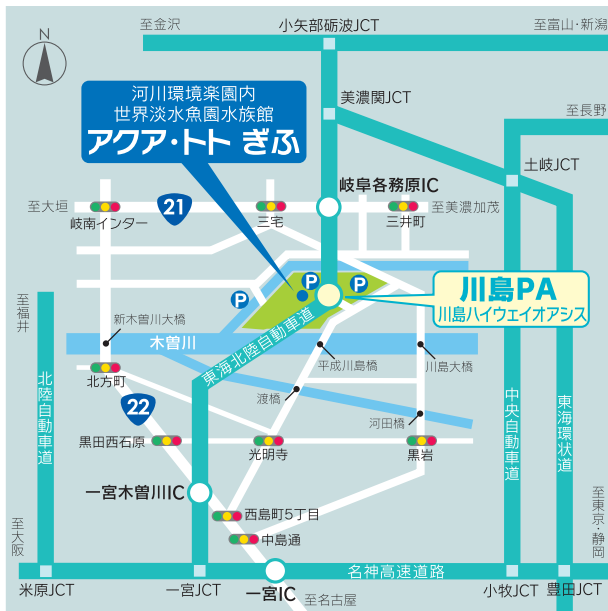 至金沢
小矢部砺波JCT
至富山・新潟
N
河川環境楽園内
世界淡水魚園水族館
アクア・トト ぎふ
美濃関JCT
至長野
土岐JCT
岐阜各務原IC
至大垣
21
岐南インター
三宅
三井町
至美濃加茂
P
P
P
川島PA
川島ハイウェイオアシス
至福井
新木曽川大橋
木曽川
東海北陸自動車道
平成川島橋
川島大橋
北方町
渡橋
北陸自動車道
22
河田橋
中央自動車道
東海環状道
黒田西石原
光明寺
黒岩
一宮木曽川IC
西島町5丁目
中島通
至大阪
至東京・静岡
名神高速道路
米原JCT
一宮JCT
一宮IC
至名古屋
小牧JCT
豊田JCT